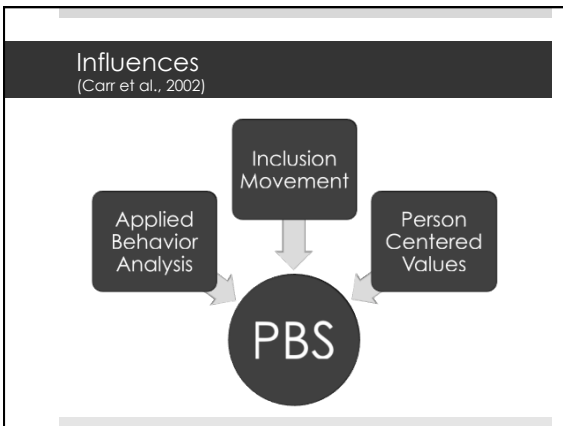 Influences
(Carr et al., 2002)
Inclusion
Movement
Applied
Behavior
Analysis
Person
Centered
Values
PBS